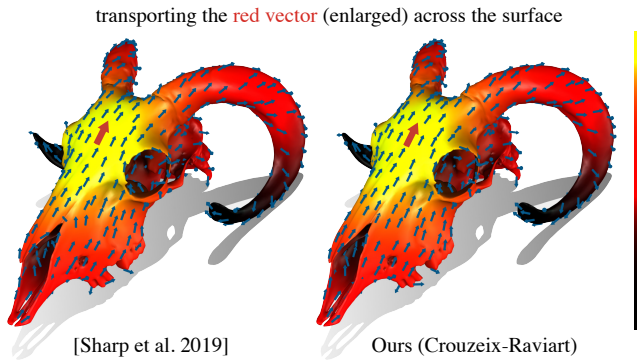 transporting the red vector (enlarged) across the surface
[Sharp et al. 2019]
Ours (Crouzeix-Raviart)